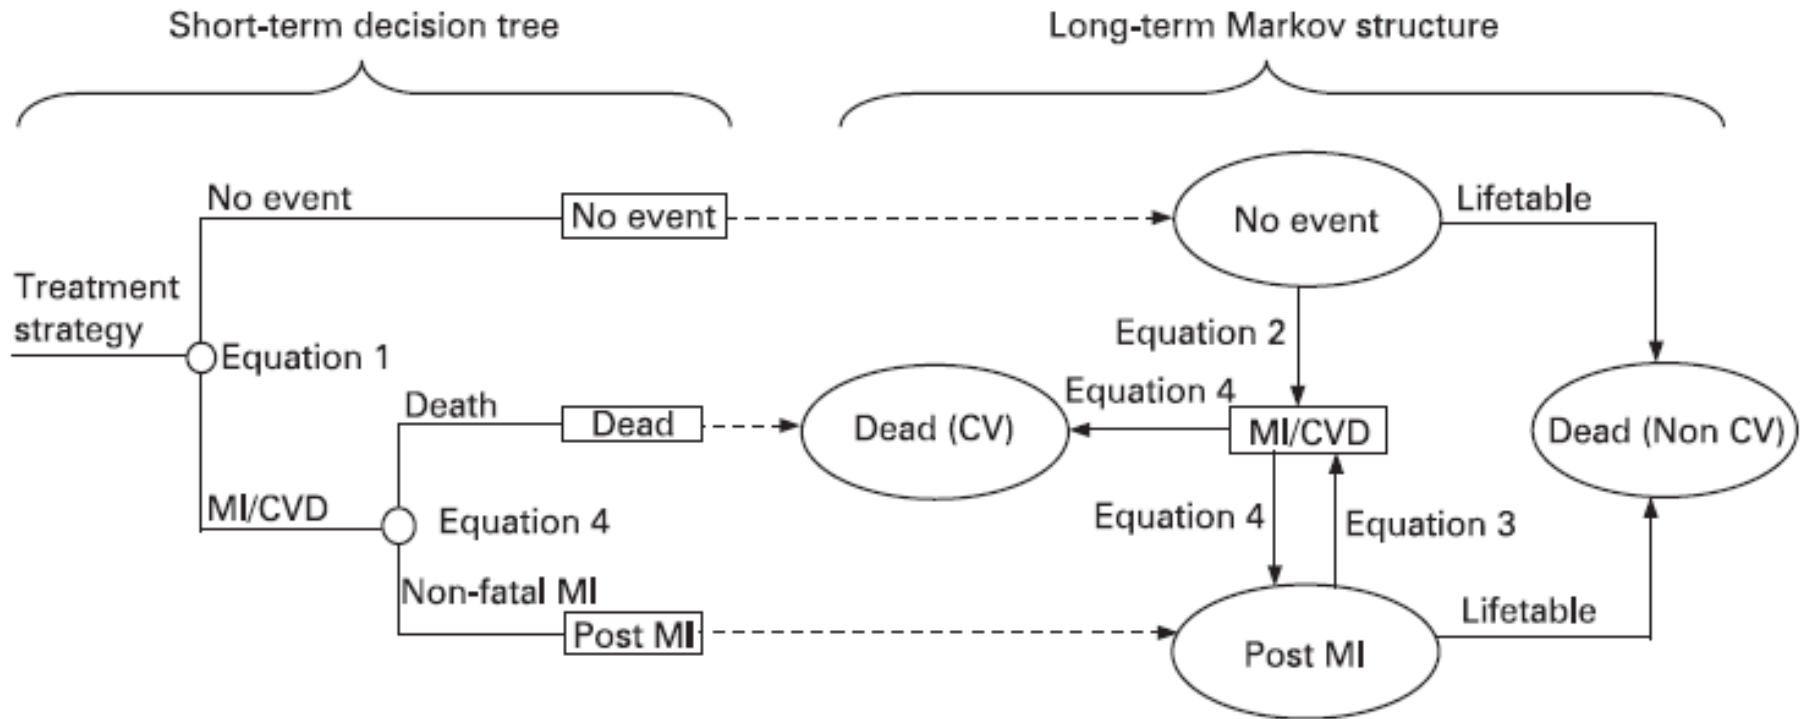 Short-term decision tree
Long-term Markov structure
No event
No event
No event
Lifetable
Treatment
strategy
Equation 1
Equation 2
Death
Dead
Dead (CV)
Equation 4
MI/CVD
Dead (Non CV)
MI/CVD
Equation 4
Equation 4
Equation 3
Non-fatal MI
Post MI
Post MI
Lifetable